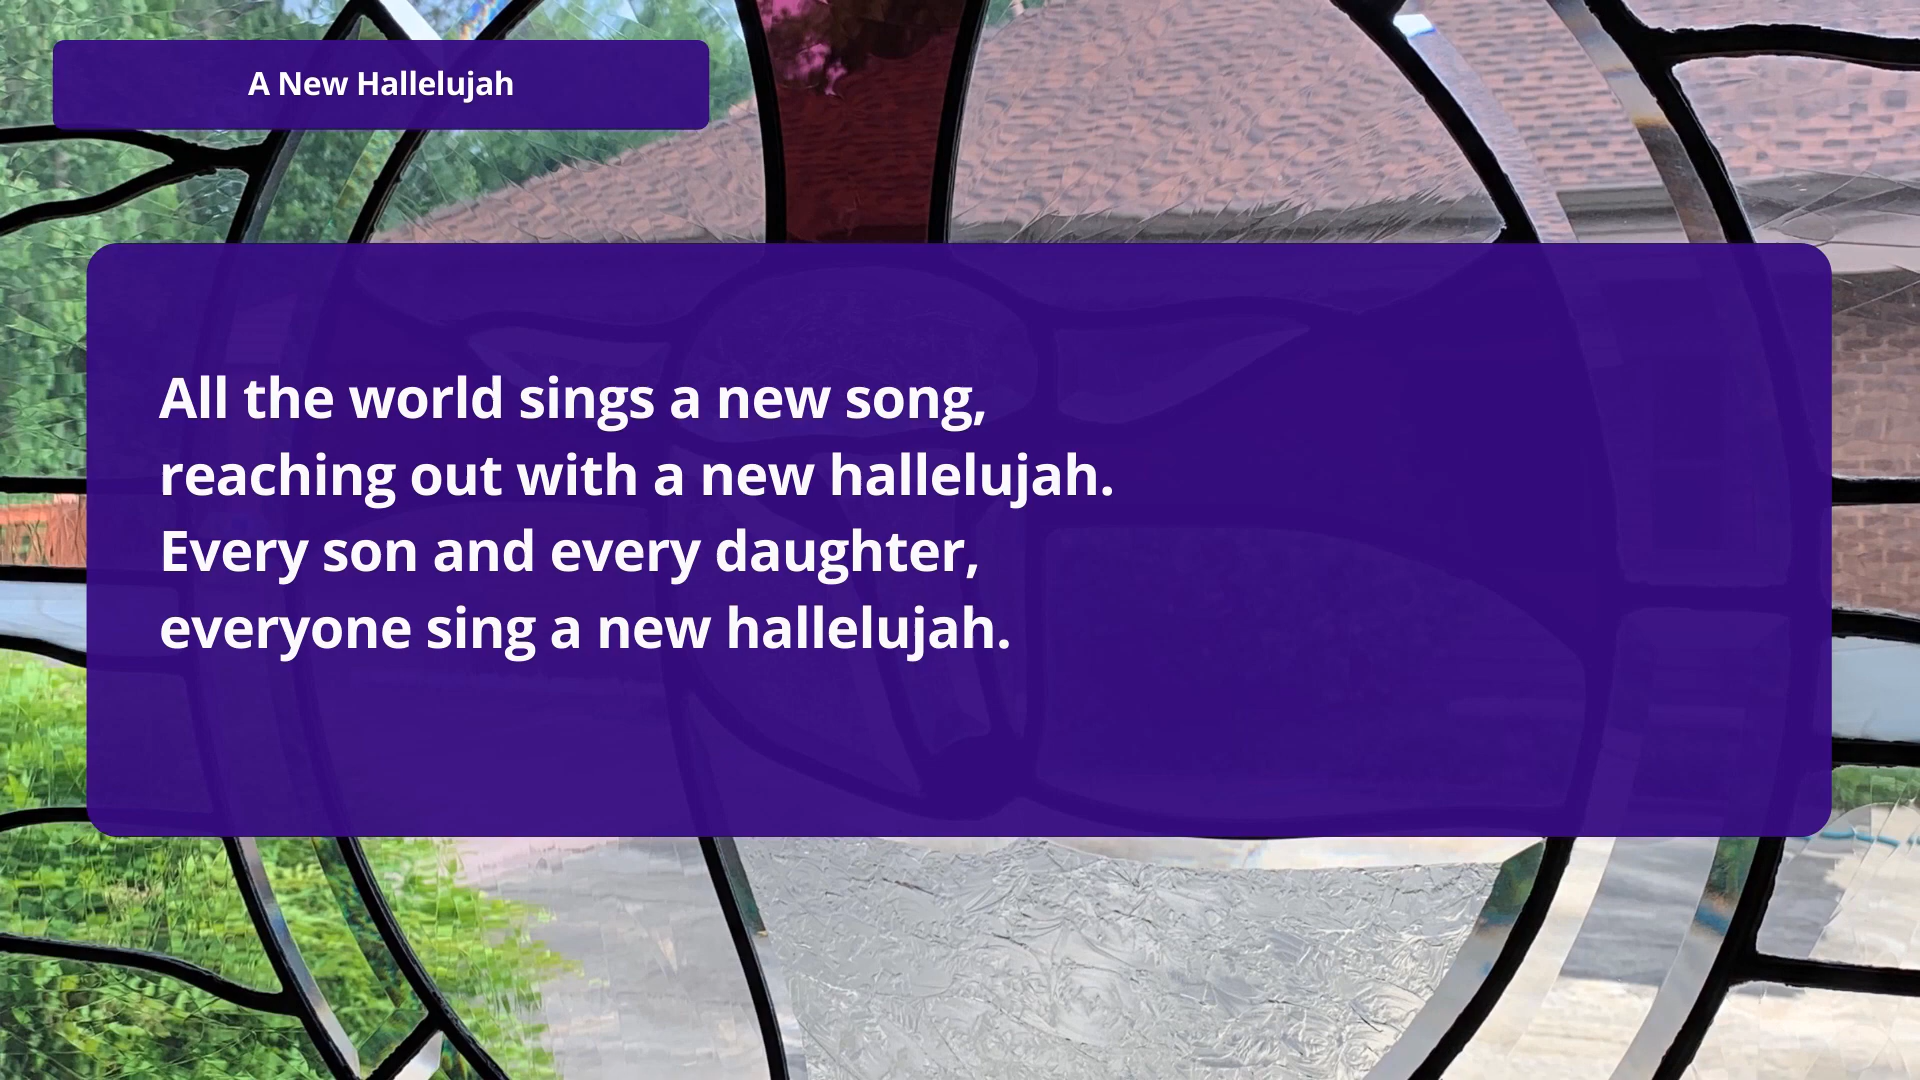 A New Hallelujah
All the world sings a new song,
reaching out with a new hallelujah.
Every son and every daughter,
everyone sing a new hallelujah.